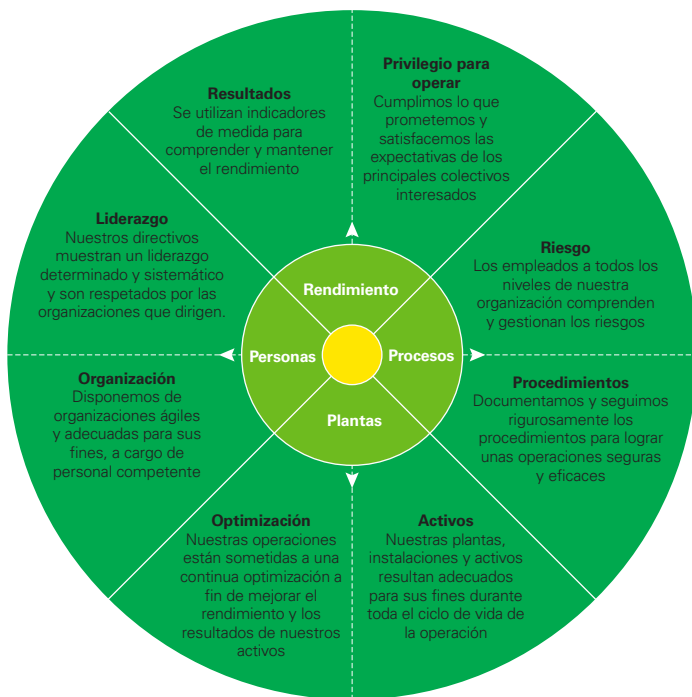 Resultados
Se utilizan indicadores
de medida para
comprender y mantener
el rendimiento
Privilegio para
operar
Cumplimos lo que
prometemos y
satisfacemos las
expectativas de los
principales colectivos
interesados
Liderazgo
Nuestros directivos
muestran un liderazgo
determinado y sistemático
y son respetados por las
organizaciones que dirigen.
Riesgo
Los empleados a todos los
niveles de nuestra
organización comprenden
y gestionan los riesgos
Rendimiento
Personas
Procesos
Plantas
Organización
Disponemos de
organizaciones ágiles
y adecuadas para sus
fines, a cargo de
personal competente
Procedimientos
Documentamos y seguimos
rigurosamente los
procedimientos para lograr
unas operaciones seguras
y eficaces
Optimización
Nuestras operaciones
están sometidas a una
continua optimización a
fin de mejorar el
rendimiento y los
resultados de nuestros
activos
Activos
Nuestras plantas,
instalaciones y activos
resultan adecuados
para sus fines durante
toda el ciclo de vida de
la operación